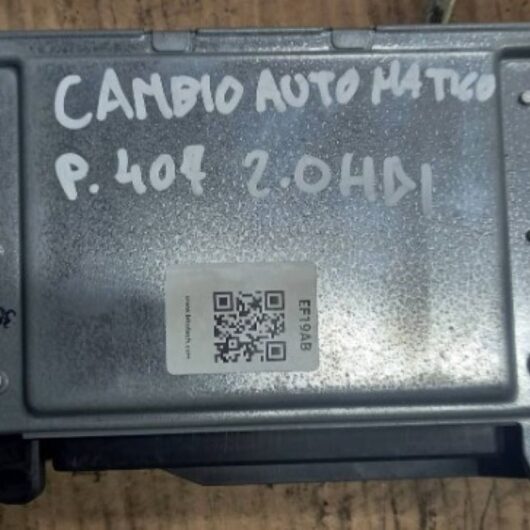 CAMBIO AUTOMATICO
P. 407 2.0HDI
EF19AB